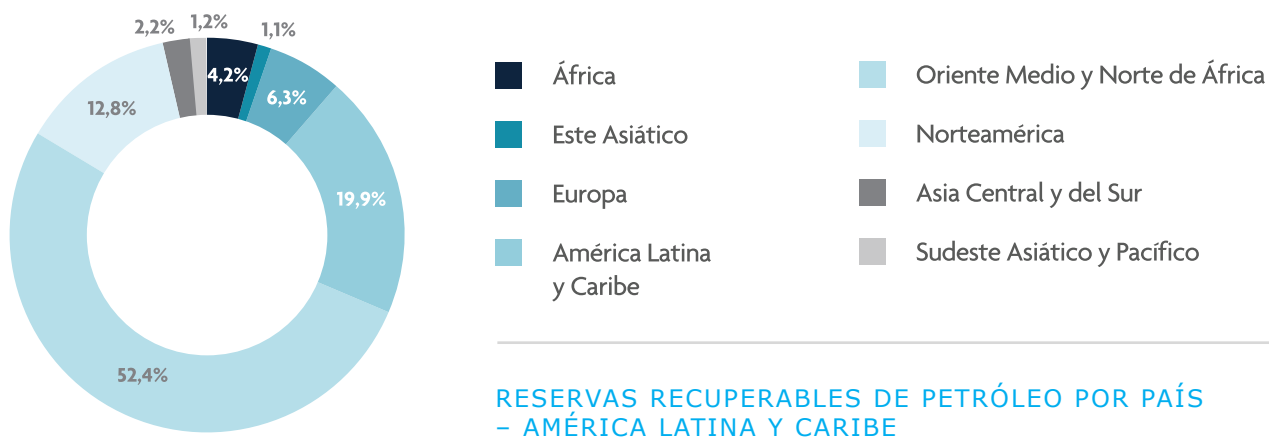 2,2%
1,2%
1,1%
4,2%
6,3%
12,8%
19,9%
52,4%
África
Este Asiático
Europa
América Latina
y Caribe
Oriente Medio y Norte de África
Norteamérica
Asia Central y del Sur
Sudeste Asiático y Pacífico
RESERVAS RECUPERABLES DE PETRÓLEO POR PAÍS
– AMÉRICA LATINA Y CARIBE